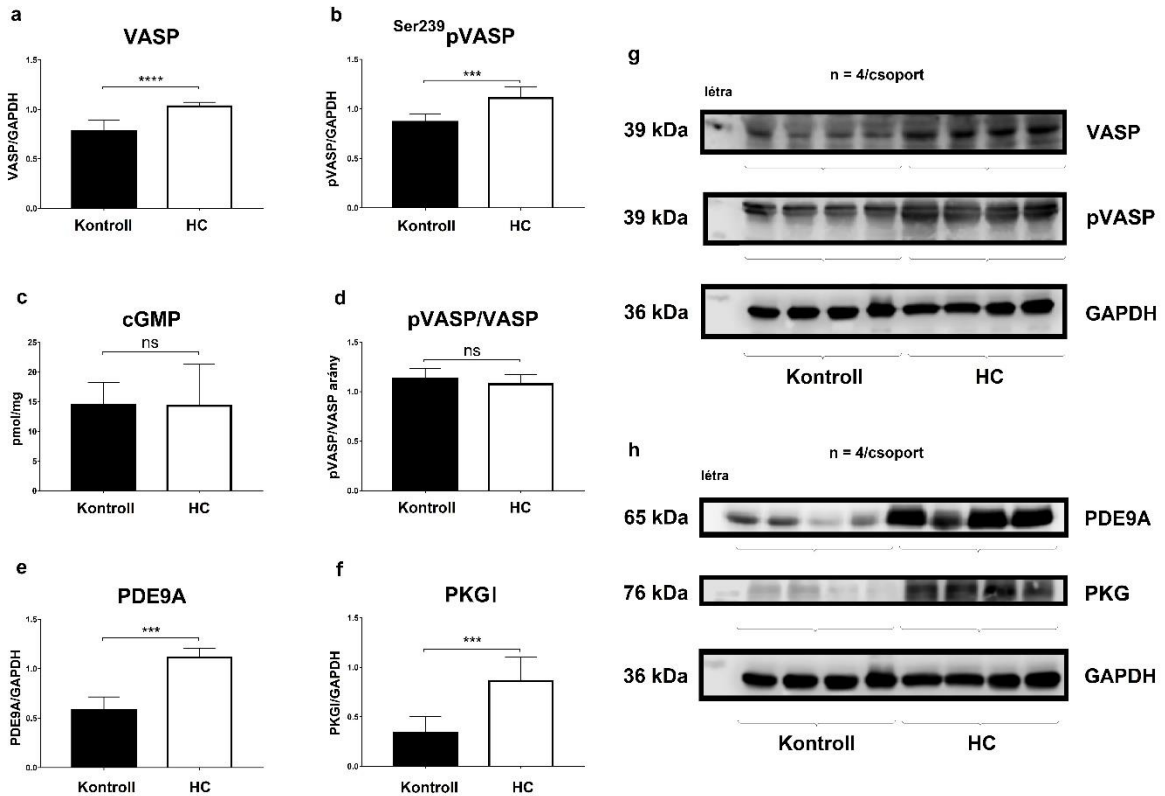 a
VASP
VASP/GAPDH
1.5
1.0
0.5
0.0
****
Kontroll HC
b
Ser239 pVASP
pVASP/GAPDH
1.5
1.0
0.5
0.0
***
Kontroll HC
c
cGMP
pmol/mg
25
20
15
10
5
0
ns
Kontroll HC
d
pVASP/VASP
pVASP/VASP arány
1.5
1.0
0.5
0.0
ns
Kontroll HC
e
PDE9A
PDE9A/GAPDH
1.5
1.0
0.5
0.0
***
Kontroll HC
f
PKGI
PKGI/GAPDH
1.5
1.0
0.5
0.0
***
Kontroll HC
g
n = 4/csoport
létra
39 kDa VASP
39 kDa pVASP
36 kDa GAPDH
Kontroll HC
h
n = 4/csoport
létra
65 kDa PDE9A
76 kDa PKG
36 kDa GAPDH
Kontroll HC